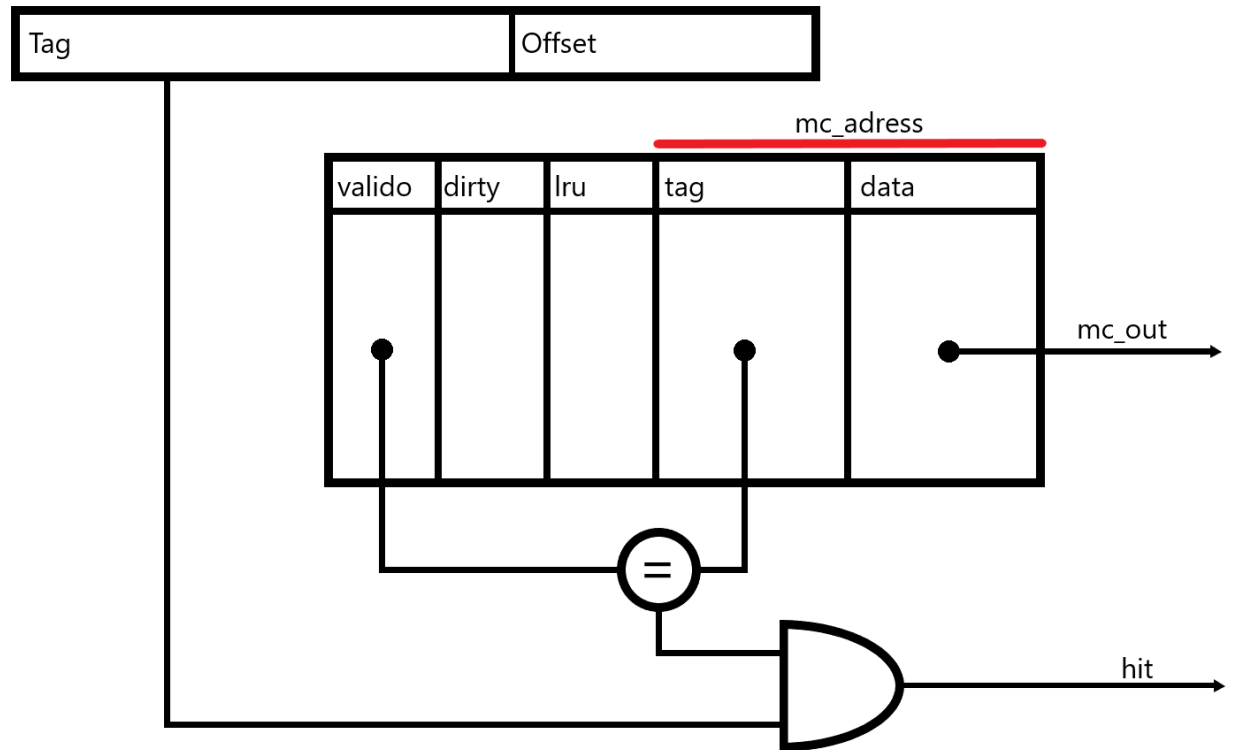 Tag
Offset
mc_adress
valido
dirty
lru
tag
data
mc_out
=
hit